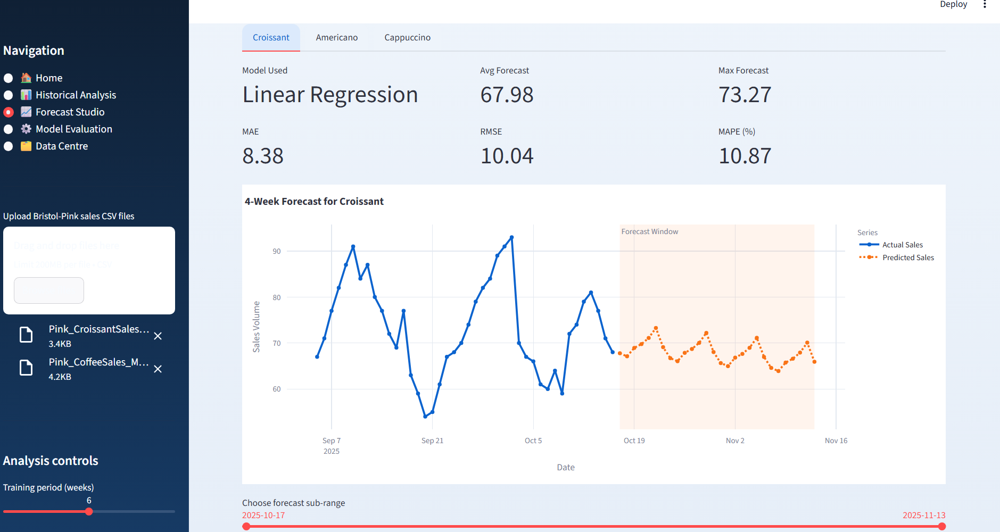 Deploy
Navigation
Home
Historical Analysis
Forecast Studio
Model Evaluation
Data Centre
Upload Bristol-Pink sales CSV files
Drag and drop files here
Limit 200MB per file • CSV
Pink_CroissantSales...
3.4KB
Pink_CoffeeSales_M...
4.2KB
Analysis controls
Training period (weeks)
6
Croissant Americano Cappuccino
Model Used Avg Forecast Max Forecast
Linear Regression 67.98 73.27
MAE RMSE MAPE (%)
8.38 10.04 10.87
4-Week Forecast for Croissant
Forecast Window
Series
Actual Sales
Predicted Sales
Sales Volume
90
80
70
60
Sep 7 Sep 21 Oct 5 Oct 19 Nov 2 Nov 16
2025
Date
Choose forecast sub-range
2025-10-17 2025-11-13